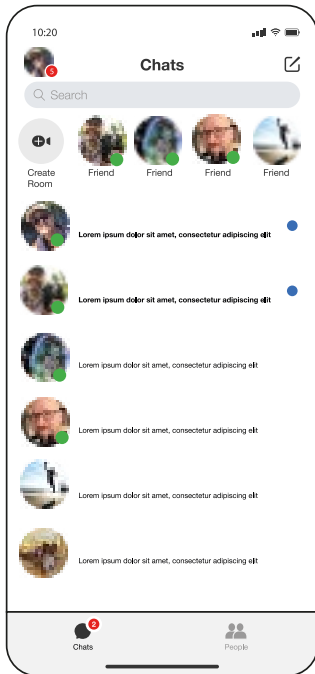 10:20
5
Chats
Search
Create Room
Friend
Friend
Friend
Friend
Lorem ipsum dolor sit amet, consectetur adipiscing elit
Lorem ipsum dolor sit amet, consectetur adipiscing elit
Lorem ipsum dolor sit amet, consectetur adipiscing elit
Lorem ipsum dolor sit amet, consectetur adipiscing elit
Lorem ipsum dolor sit amet, consectetur adipiscing elit
Lorem ipsum dolor sit amet, consectetur adipiscing elit
2
Chats
People